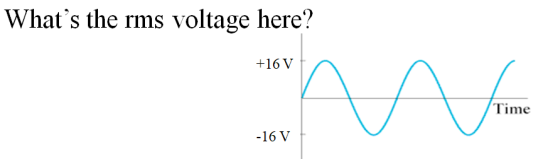 What's the rms voltage here?
+16 V
Time
-16 V